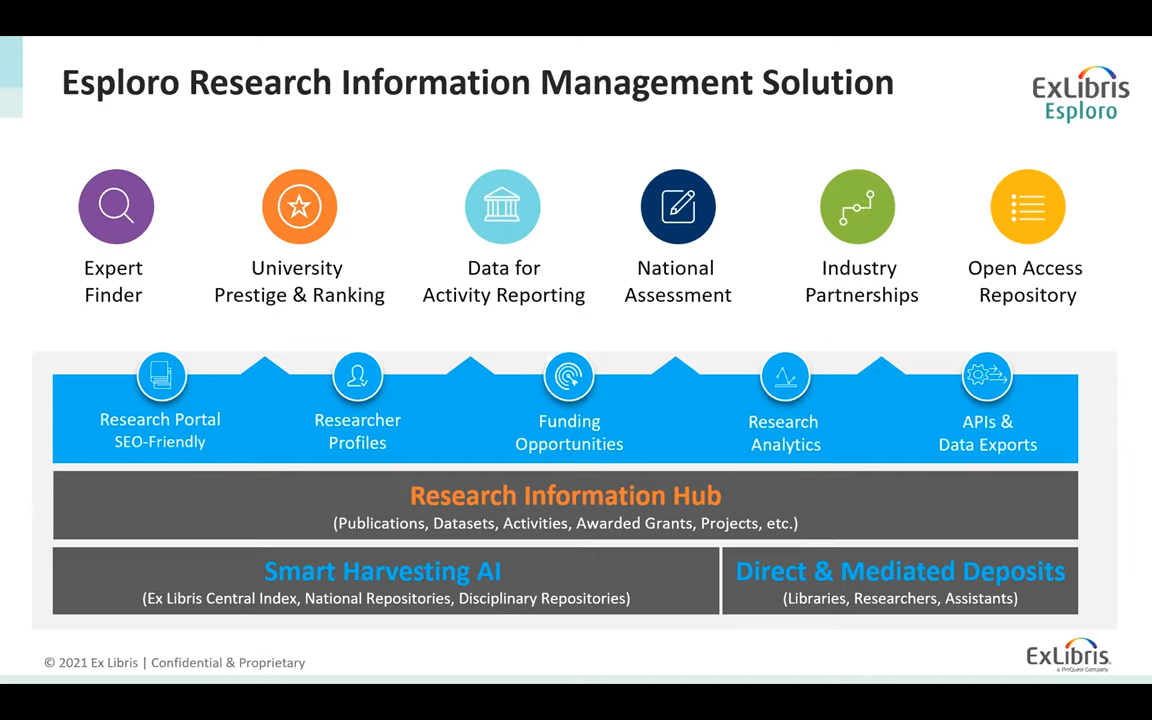 Esploro Research Information Management Solution
ExLibris
Esploro
Expert
Finder
University
Prestige & Ranking
Data for
Activity Reporting
National
Assessment
Industry
Partnerships
Open Access
Repository
Research Portal
SEO-Friendly
Researcher
Profiles
Funding
Opportunities
Research
Analytics
APIs &
Data Exports
Research Information Hub
(Publications, Datasets, Activities, Awarded Grants, Projects, etc.)
Smart Harvesting AI
(Ex Libris Central Index, National Repositories, Disciplinary Repositories)
Direct & Mediated Deposits
(Libraries, Researchers, Assistants)
© 2021 Ex Libris | Confidential & Proprietary
ExLibris
a ProQuest Company